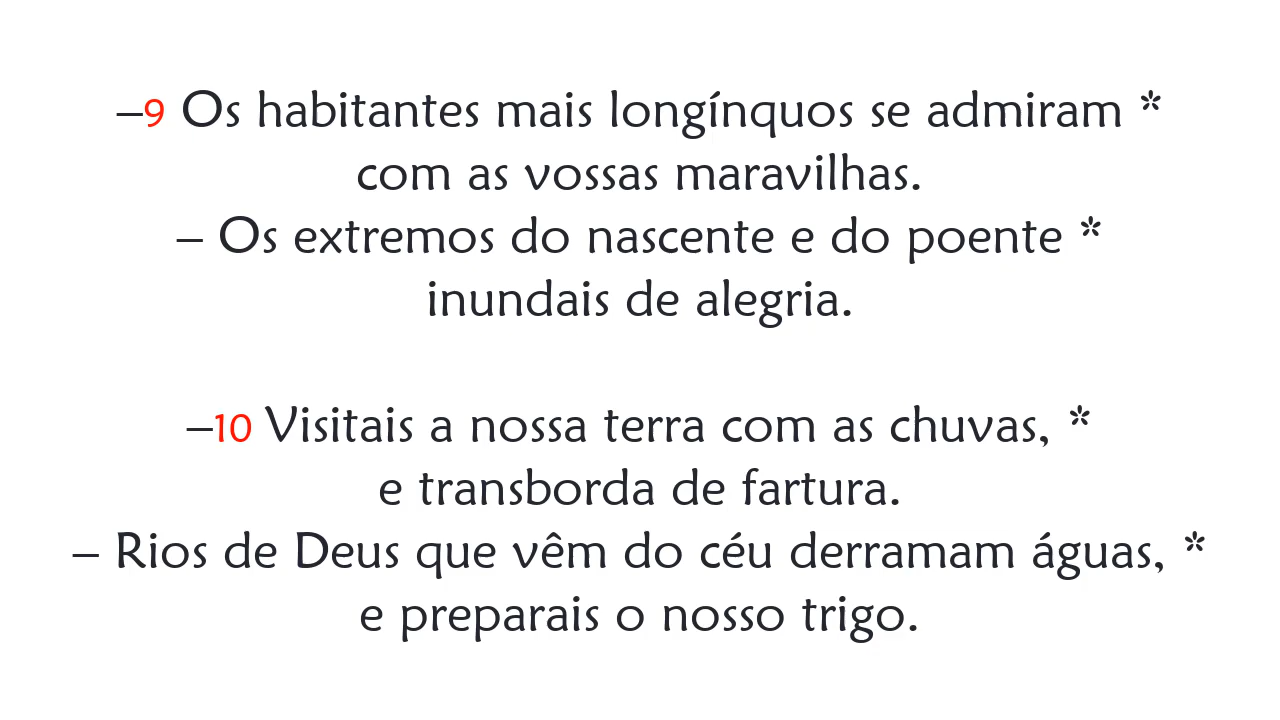 –9 Os habitantes mais longínquos se admiram *
com as vossas maravilhas.
– Os extremos do nascente e do poente *
inundais de alegria.
–10 Visitais a nossa terra com as chuvas, *
e transborda de fartura.
– Rios de Deus que vêm do céu derramam águas, *
e preparais o nosso trigo.